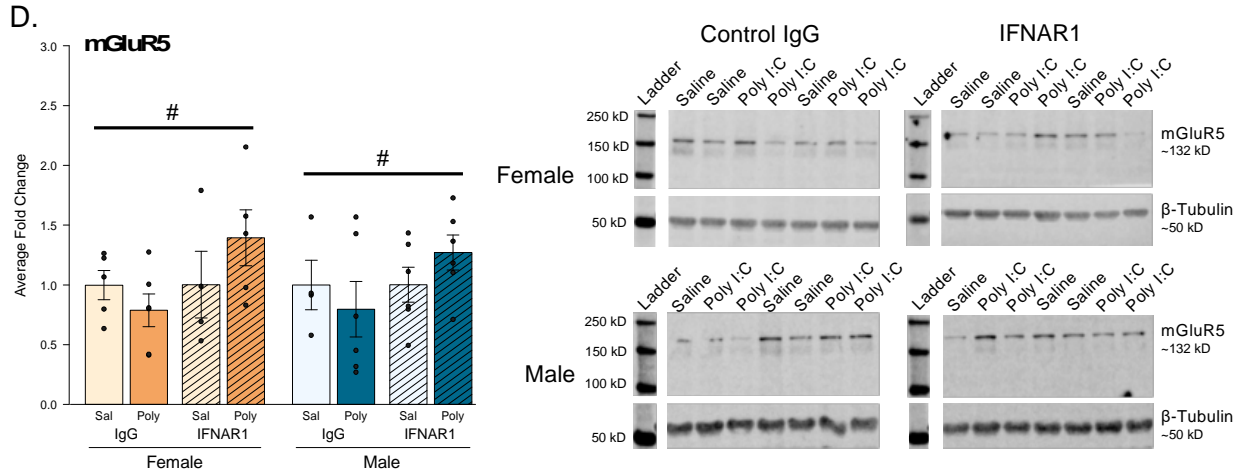 D.
mGluR5
Average Fold Change
3.0
2.5
2.0
1.5
1.0
0.5
0.0
#
#
Sal Poly Sal Poly Sal Poly Sal Poly
IgG IFNAR1 IgG IFNAR1
Female Male
Control IgG IFNAR1
Ladder Saline Saline Poly I:C Poly I:C Saline Poly I:C Poly I:C
Ladder Saline Saline Poly I:C Poly I:C Saline Poly I:C Poly I:C
Female
250 kD
150 kD
100 kD
50 kD
mGluR5
~132 kD
β-Tubulin
~50 kD
Ladder Saline Poly I:C Poly I:C Saline Saline Poly I:C Poly I:C
Ladder Saline Poly I:C Poly I:C Saline Saline Poly I:C Poly I:C
Male
250 kD
150 kD
100 kD
50 kD
mGluR5
~132 kD
β-Tubulin
~50 kD